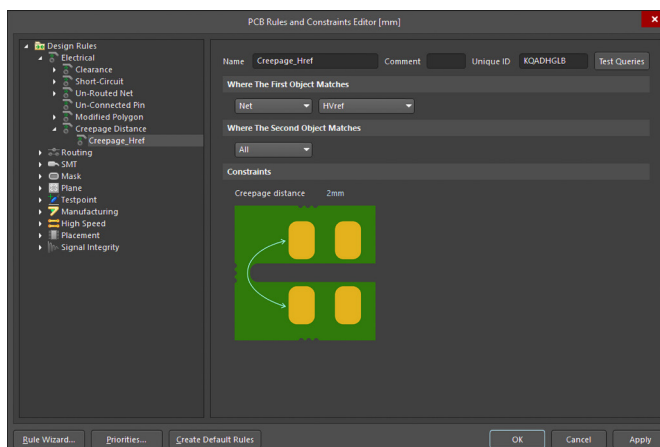 PCB Rules and Constraints Editor [mm]
Design Rules
Electrical
Clearance
Short-Circuit
Un-Routed Net
Un-Connected Pin
Modified Polygon
Creepage Distance
Creepage_Href
Routing
SMT
Mask
Plane
Testpoint
Manufacturing
High Speed
Placement
Signal Integrity
Name Creepage_Href Comment Unique ID KQADHGLB Test Queries
Where The First Object Matches
Net HVref
Where The Second Object Matches
All
Constraints
Creepage distance 2mm
Rule Wizard... Priorities... Create Default Rules OK Cancel Apply